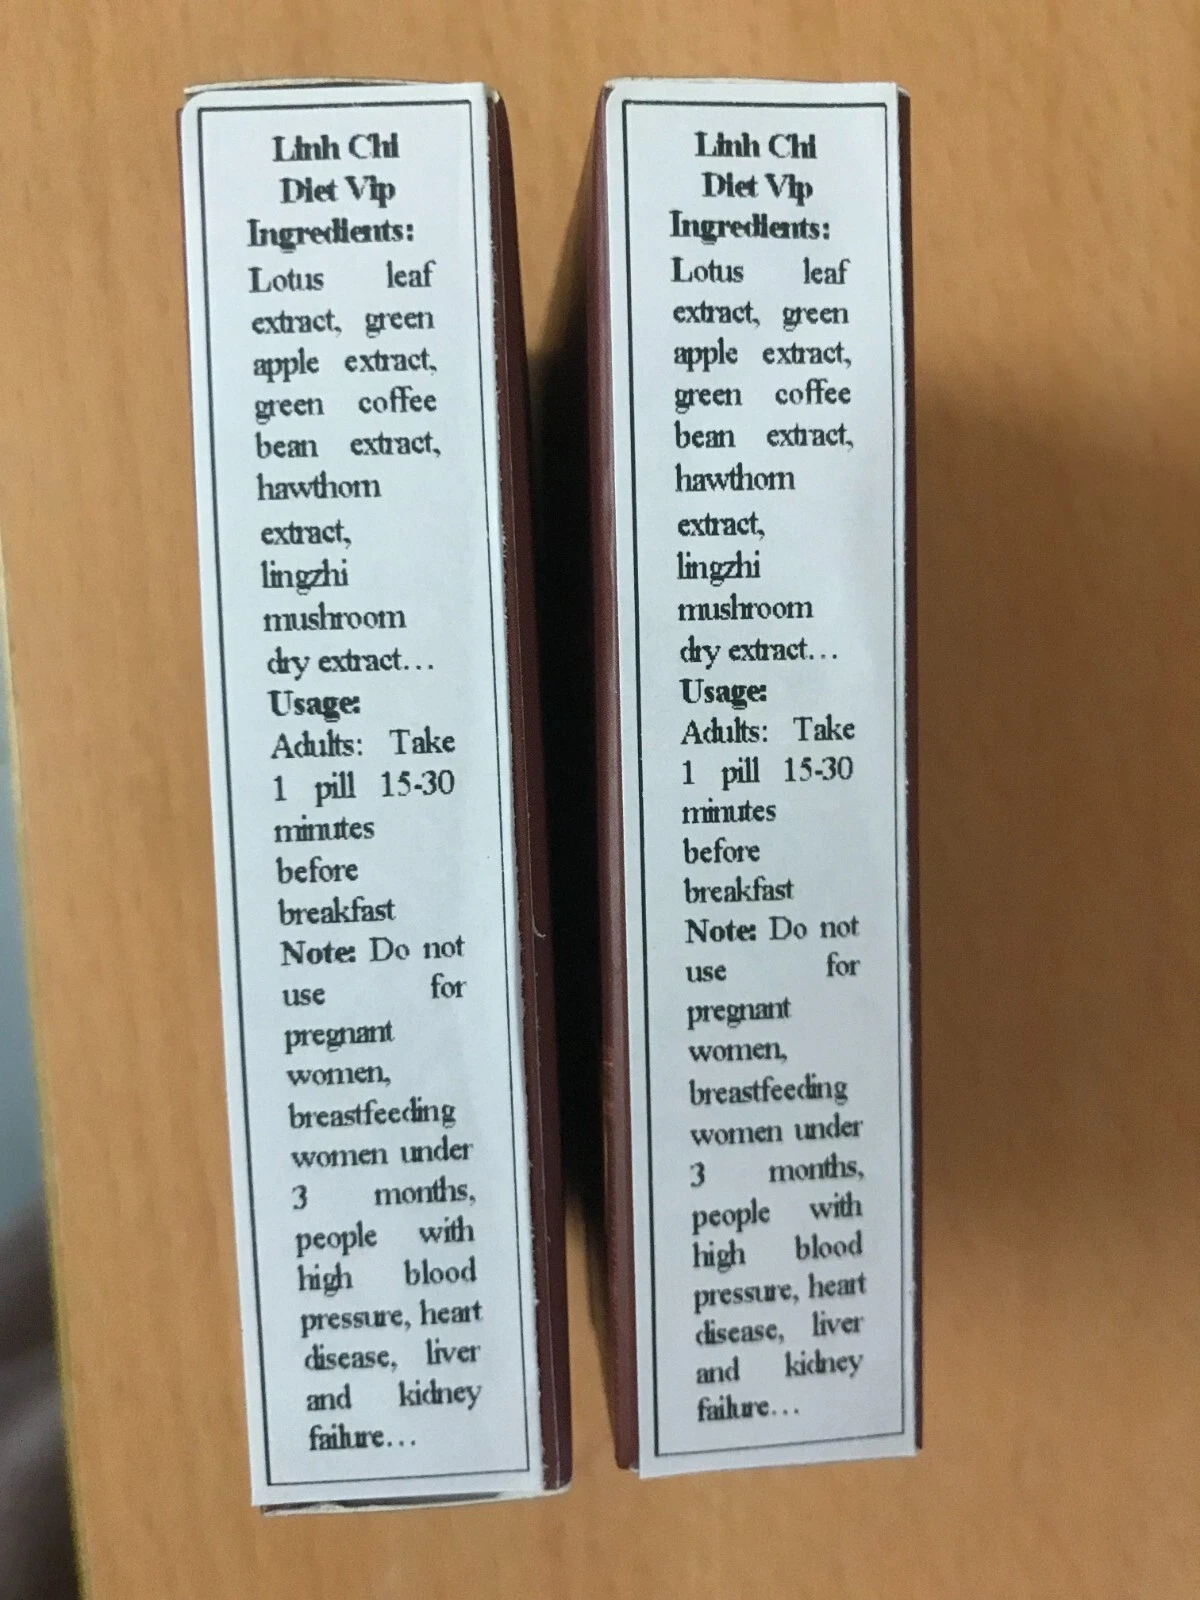 Linh Chi
Diet Vip
Ingredients:
Lotus leaf
extract, green
apple extract,
green coffee
bean extract,
hawthom
extract,
lingzhi
mushroom
dry extract...
Usage:
Adults: Take
1 pill 15-30
minutes
before
breakfast
Note: Do not
use for
pregnant
women,
breastfeeding
women under
3 months,
people with
high blood
pressure, heart
disease, liver
and kidney
failure...
Linh Chi
Diet Vip
Ingredients:
Lotus leaf
extract, green
apple extract,
green coffee
bean extract,
hawthom
extract,
lingzhi
mushroom
dry extract...
Usage:
Adults: Take
1 pill 15-30
minutes
before
breakfast
Note: Do not
use for
pregnant
women,
breastfeeding
women under
3 months,
people with
high blood
pressure, heart
disease, liver
and kidney
failure...